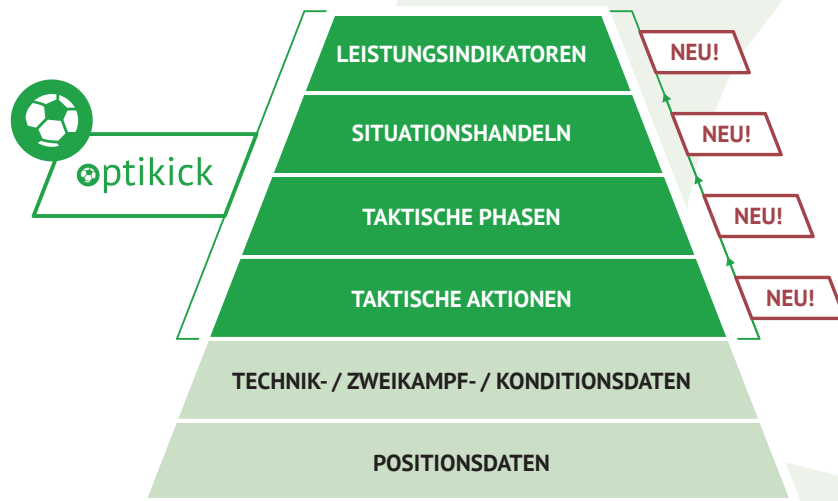 LEISTUNGSINDIKATOREN
NEU!
SITUATIONSHANDELN
NEU!
optikick
TAKTISCHE PHASEN
NEU!
TAKTISCHE AKTIONEN
NEU!
TECHNIK- / ZWEIKAMPF- / KONDITIONSDATEN
POSITIONSDATEN